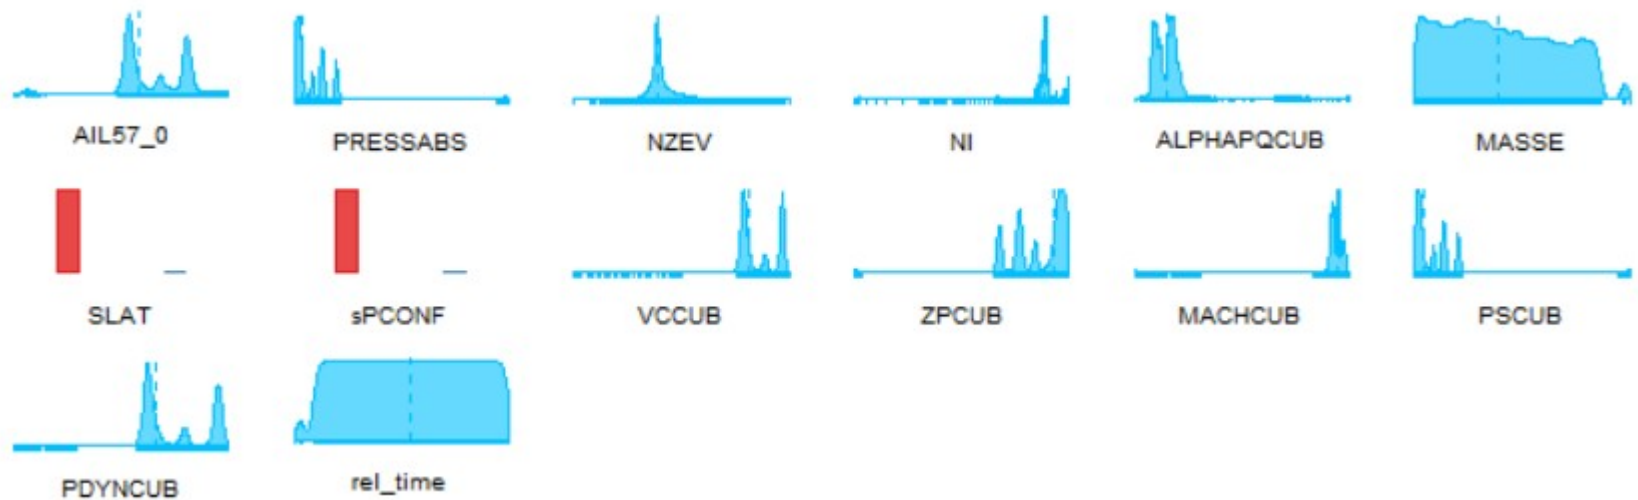 AIL57_0 PRESSABS NZEV NI ALPHAPQCUB MASSE
SLAT sPCONF VCCUB ZPCUB MACHCUB PSCUB
PDYNCUB rel_time